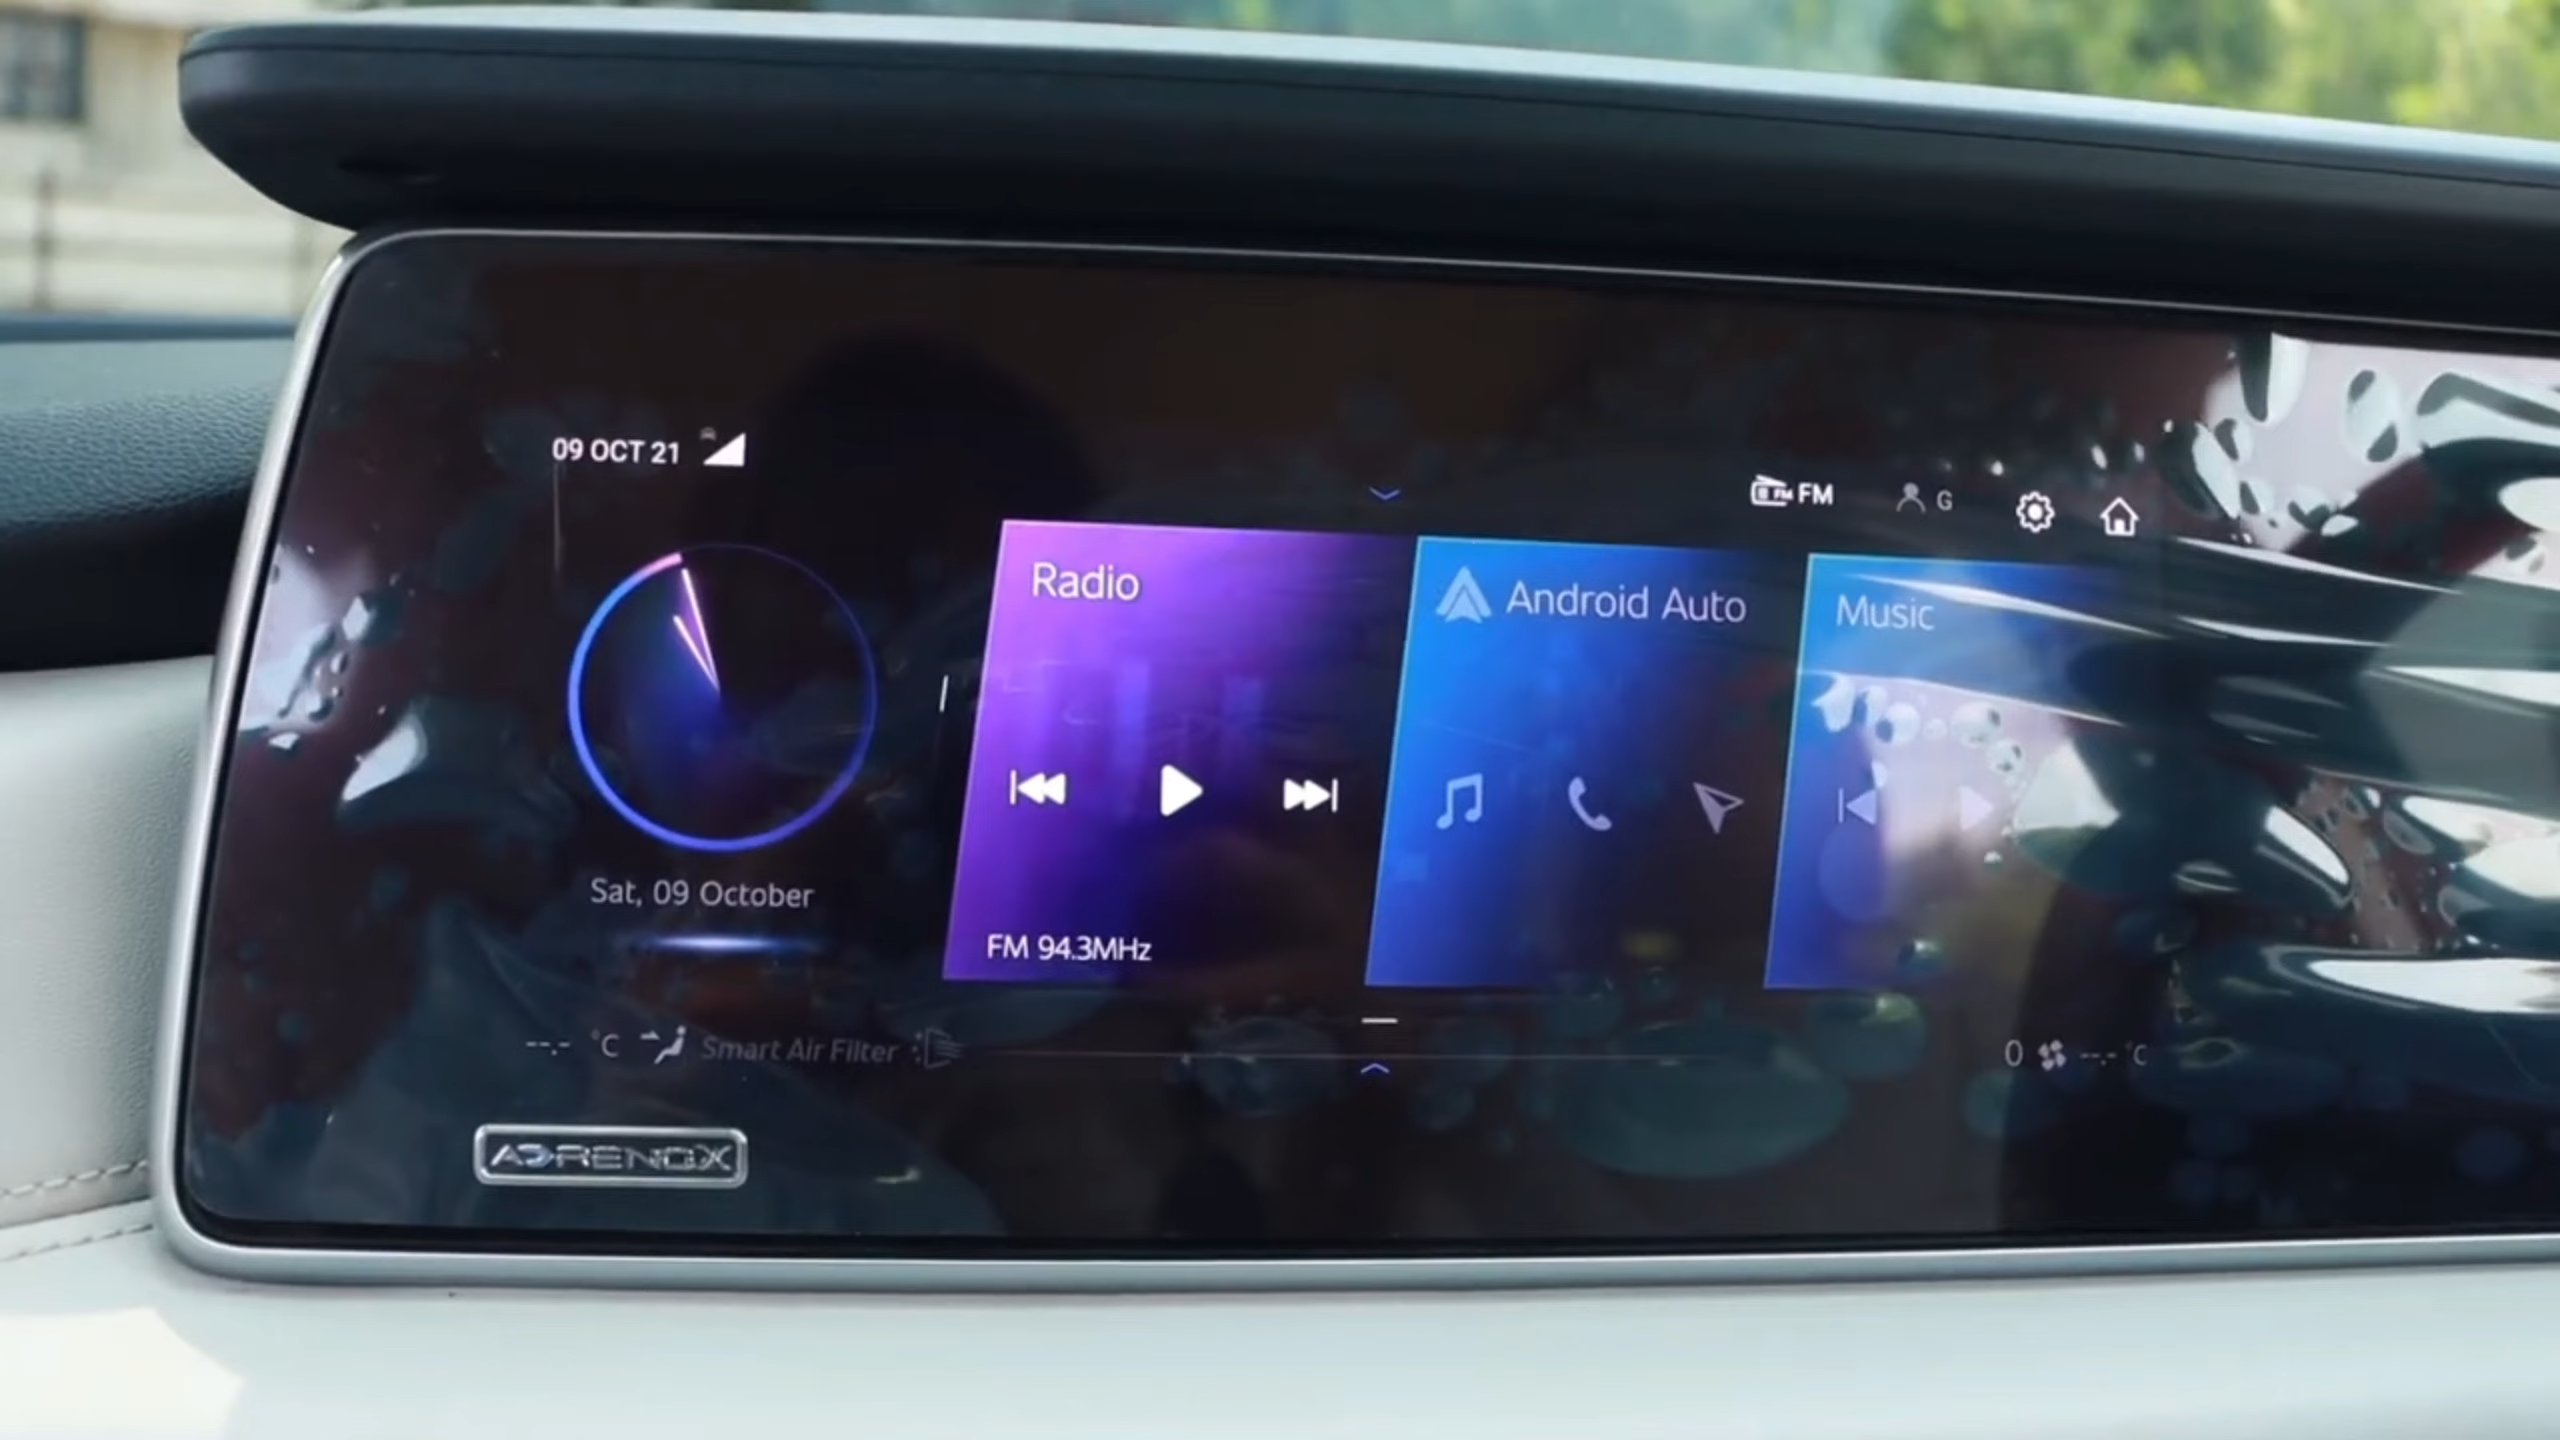 09 OCT 21
FM FM
G
Radio
Android Auto
Music
Sat, 09 October
FM 94.3MHz
--.- °C
Smart Air Filter
0
--.- °C
ADRENOX